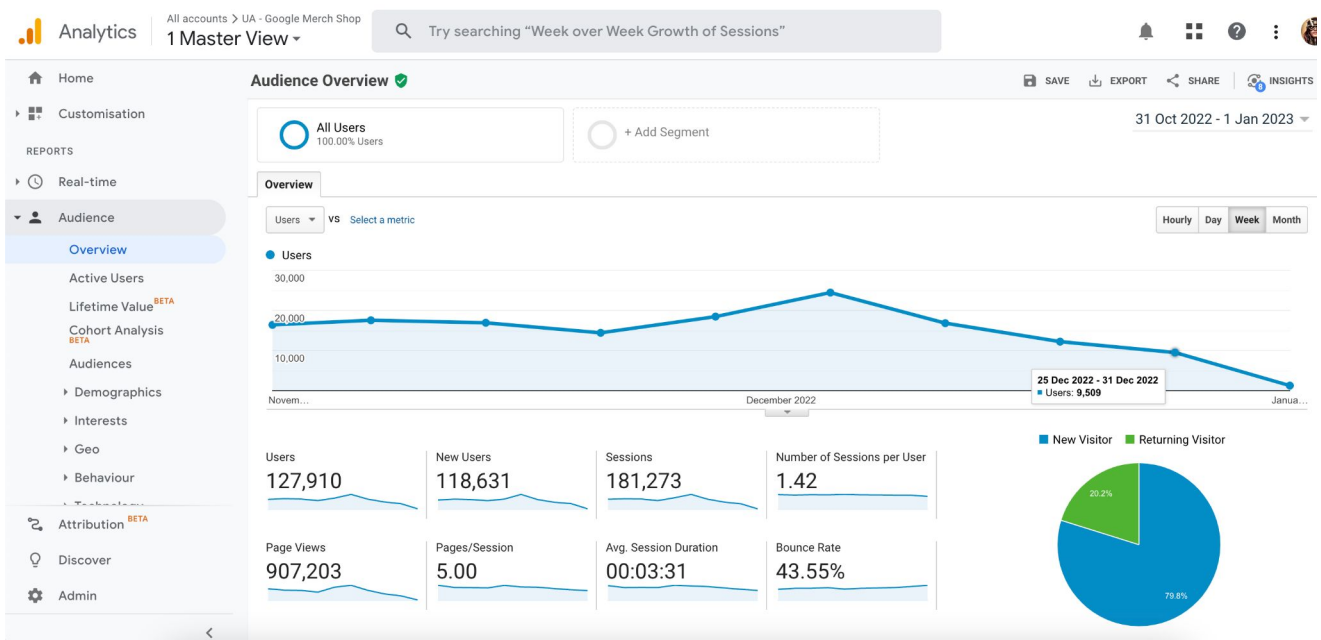 All accounts > UA - Google Merch Shop
Analytics
1 Master View
Try searching “Week over Week Growth of Sessions”
Home
Customisation
REPORTS
Real-time
Audience
Overview
Active Users
Lifetime Value BETA
Cohort Analysis
BETA
Audiences
Demographics
Interests
Geo
Behaviour
Attribution BETA
Discover
Admin
Audience Overview
SAVE
EXPORT
SHARE
INSIGHTS
8
All Users
100.00% Users
+ Add Segment
31 Oct 2022 - 1 Jan 2023
Overview
Users
VS
Select a metric
Hourly
Day
Week
Month
Users
30,000
20,000
10,000
25 Dec 2022 - 31 Dec 2022
Users: 9,509
Novem...
December 2022
Janua...
Users
127,910
New Users
118,631
Sessions
181,273
Number of Sessions per User
1.42
Page Views
907,203
Pages/Session
5.00
Avg. Session Duration
00:03:31
Bounce Rate
43.55%
New Visitor
Returning Visitor
20.2%
79.8%